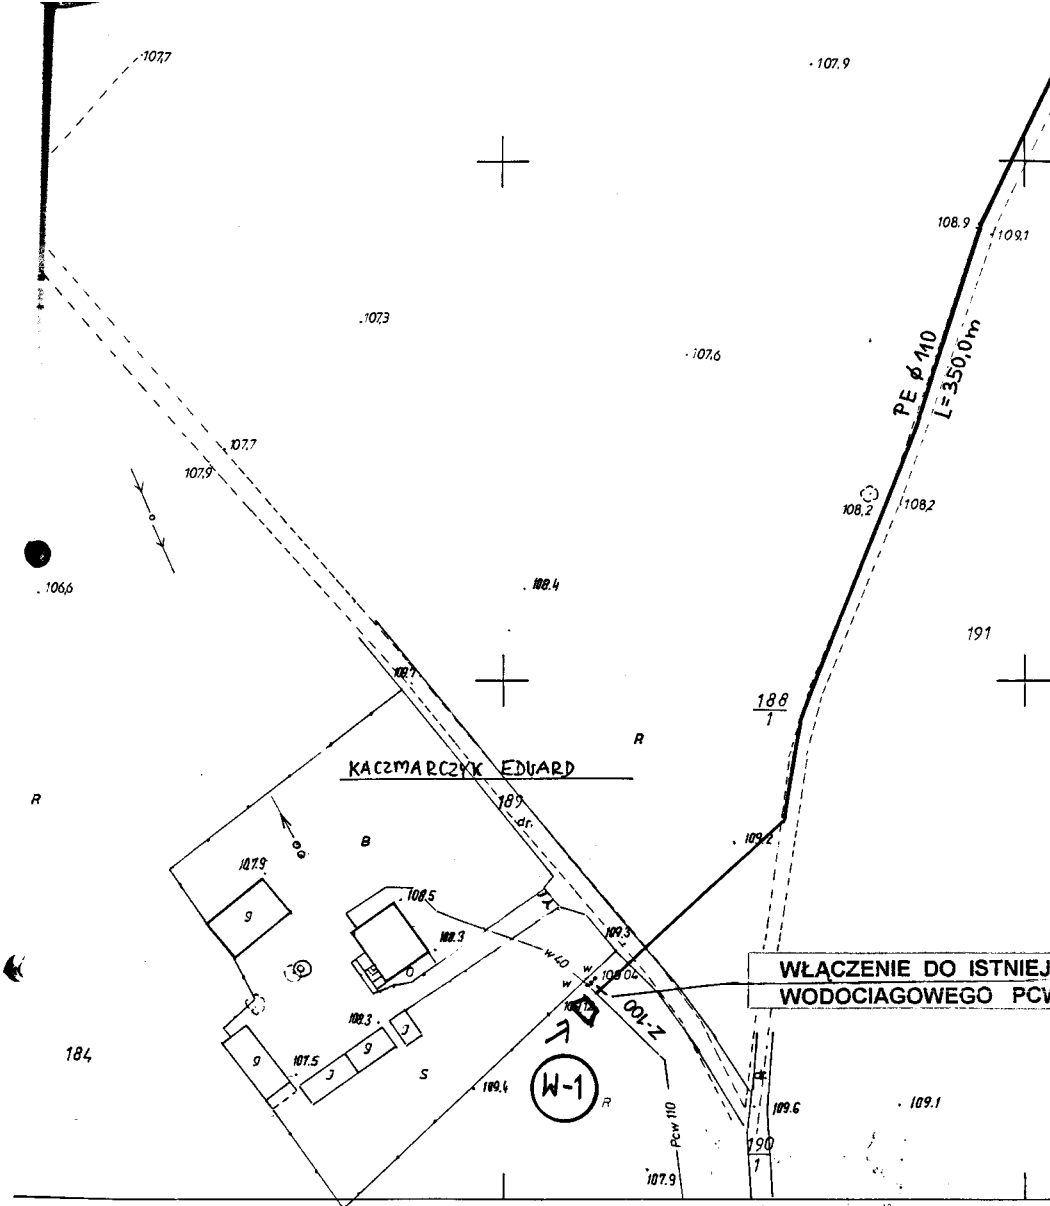 107,7
107.9
108.9
109.1
107,3
107.6
PE ϕ 110
L=350,0m
107,7
107,9
108,2
108,2
106,6
108.4
191
188
1
R
KACZMARCZYK EDWARD
R
189
dr.
109.2
B
107.9
108.5
g
109.3
108.3
w40
w
w
WŁĄCZENIE DO ISTNIEJ
WODOCIAGOWEGO PCW
Z-100
108.3
184
g
107.5
g
J
J
S
W-1
109.4
R
109.6
109.1
Pcw 110
190
1
107.9